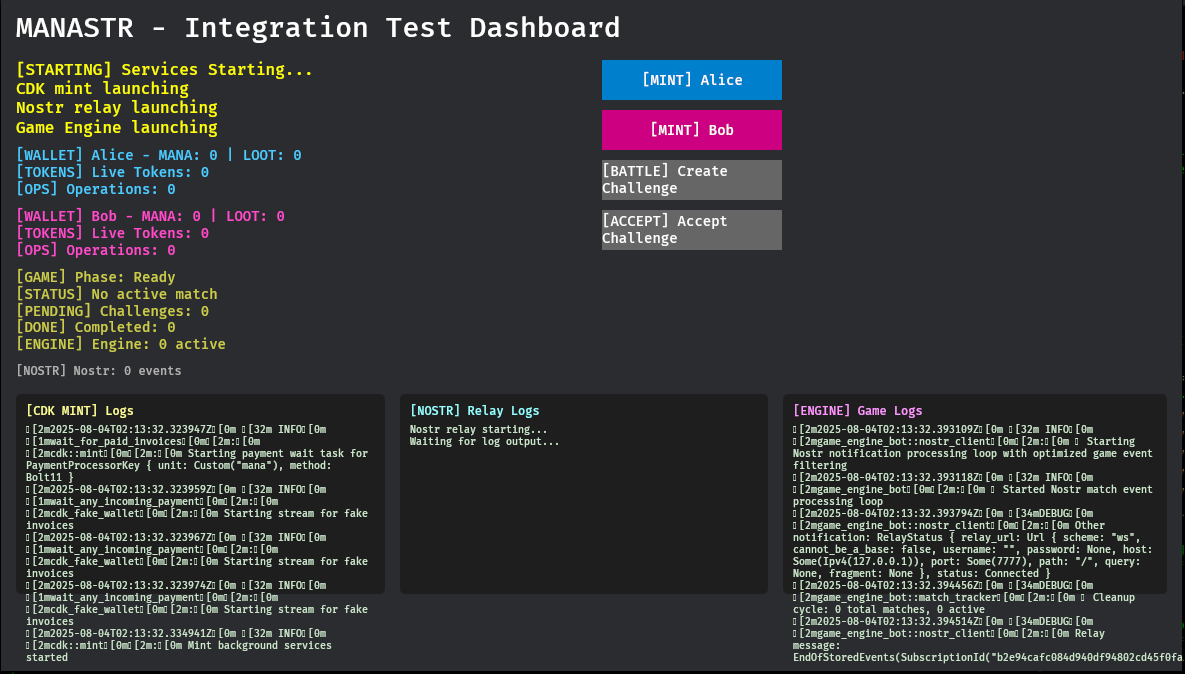 MANASTR - Integration Test Dashboard
[STARTING] Services Starting...
CDK mint launching
Nostr relay launching
Game Engine launching
[WALLET] Alice - MANA: 0 | LOOT: 0
[TOKENS] Live Tokens: 0
[OPS] Operations: 0
[WALLET] Bob - MANA: 0 | LOOT: 0
[TOKENS] Live Tokens: 0
[OPS] Operations: 0
[GAME] Phase: Ready
[STATUS] No active match
[PENDING] Challenges: 0
[DONE] Completed: 0
[ENGINE] Engine: 0 active
[NOSTR] Nostr: 0 events
[MINT] Alice
[MINT] Bob
[BATTLE] Create
Challenge
[ACCEPT] Accept
Challenge
[CDK MINT] Logs
▯[2m2025-08-04T02:13:32.323947Z▯[0m ▯[32m INFO▯[0m
▯[1mwait_for_paid_invoices▯[0m▯[2m:▯[0m
▯[2mcdk::mint▯[0m▯[2m:▯[0m Starting payment wait task for
PaymentProcessorKey { unit: Custom("mana"), method:
Bolt11 }
▯[2m2025-08-04T02:13:32.323959Z▯[0m ▯[32m INFO▯[0m
▯[1mwait_any_incoming_payment▯[0m▯[2m:▯[0m
▯[2mcdk_fake_wallet▯[0m▯[2m:▯[0m Starting stream for fake
invoices
▯[2m2025-08-04T02:13:32.323967Z▯[0m ▯[32m INFO▯[0m
▯[1mwait_any_incoming_payment▯[0m▯[2m:▯[0m
▯[2mcdk_fake_wallet▯[0m▯[2m:▯[0m Starting stream for fake
invoices
▯[2m2025-08-04T02:13:32.323974Z▯[0m ▯[32m INFO▯[0m
▯[1mwait_any_incoming_payment▯[0m▯[2m:▯[0m
▯[2mcdk_fake_wallet▯[0m▯[2m:▯[0m Starting stream for fake
invoices
▯[2m2025-08-04T02:13:32.334941Z▯[0m ▯[32m INFO▯[0m
▯[2mcdk::mint▯[0m▯[2m:▯[0m Mint background services
started
[NOSTR] Relay Logs
Nostr relay starting...
Waiting for log output...
[ENGINE] Game Logs
▯[2m2025-08-04T02:13:32.393109Z▯[0m ▯[32m INFO▯[0m
▯[2mgame_engine_bot::nostr_client▯[0m▯[2m:▯[0m ▯ Starting
Nostr notification processing loop with optimized game event
filtering
▯[2m2025-08-04T02:13:32.393118Z▯[0m ▯[32m INFO▯[0m
▯[2mgame_engine_bot▯[0m▯[2m:▯[0m ▯ Started Nostr match event
processing loop
▯[2m2025-08-04T02:13:32.393794Z▯[0m ▯[34mDEBUG▯[0m
▯[2mgame_engine_bot::nostr_client▯[0m▯[2m:▯[0m Other
notification: RelayStatus { relay_url: Url { scheme: "ws",
cannot_be_a_base: false, username: "", password: None, host:
Some(Ipv4(127.0.0.1)), port: Some(7777), path: "/", query:
None, fragment: None }, status: Connected }
▯[2m2025-08-04T02:13:32.394456Z▯[0m ▯[34mDEBUG▯[0m
▯[2mgame_engine_bot::match_tracker▯[0m▯[2m:▯[0m ▯ Cleanup
cycle: 0 total matches, 0 active
▯[2m2025-08-04T02:13:32.394514Z▯[0m ▯[34mDEBUG▯[0m
▯[2mgame_engine_bot::nostr_client▯[0m▯[2m:▯[0m Relay
message:
EndOfStoredEvents(SubscriptionId("b2e94cafc084d940df94802cd45f0fa